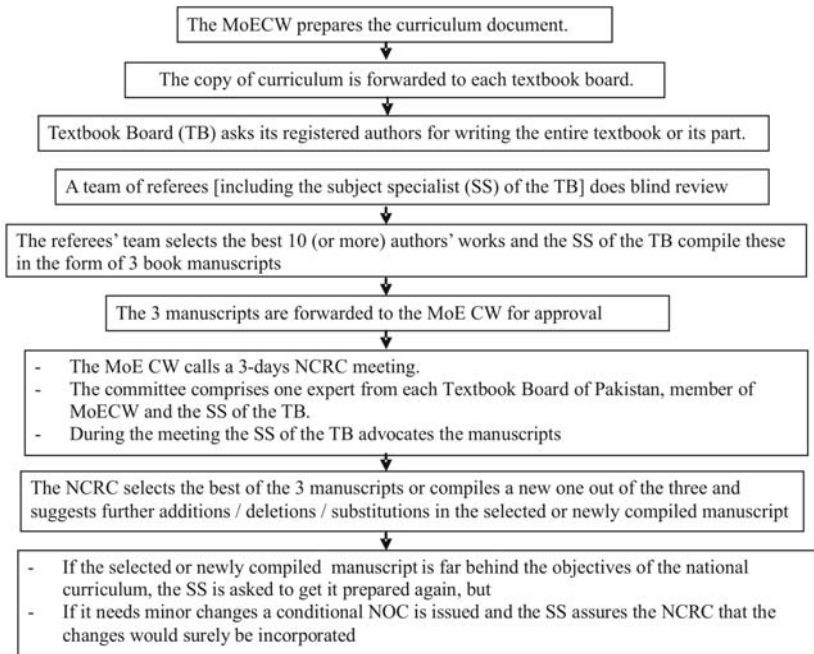 The MoECW prepares the curriculum document.
The copy of curriculum is forwarded to each textbook board.
Textbook Board (TB) asks its registered authors for writing the entire textbook or its part.
A team of referees [including the subject specialist (SS) of the TB] does blind review
The referees' team selects the best 10 (or more) authors' works and the SS of the TB compile these
in the form of 3 book manuscripts
The 3 manuscripts are forwarded to the MoE CW for approval
- The MoE CW calls a 3-days NCRC meeting.
- The committee comprises one expert from each Textbook Board of Pakistan, member of
MoECW and the SS of the TB.
- During the meeting the SS of the TB advocates the manuscripts
The NCRC selects the best of the 3 manuscripts or compiles a new one out of the three and
suggests further additions / deletions / substitutions in the selected or newly compiled manuscript
- If the selected or newly compiled manuscript is far behind the objectives of the national
curriculum, the SS is asked to get it prepared again, but
- If it needs minor changes a conditional NOC is issued and the SS assures the NCRC that the
changes would surely be incorporated